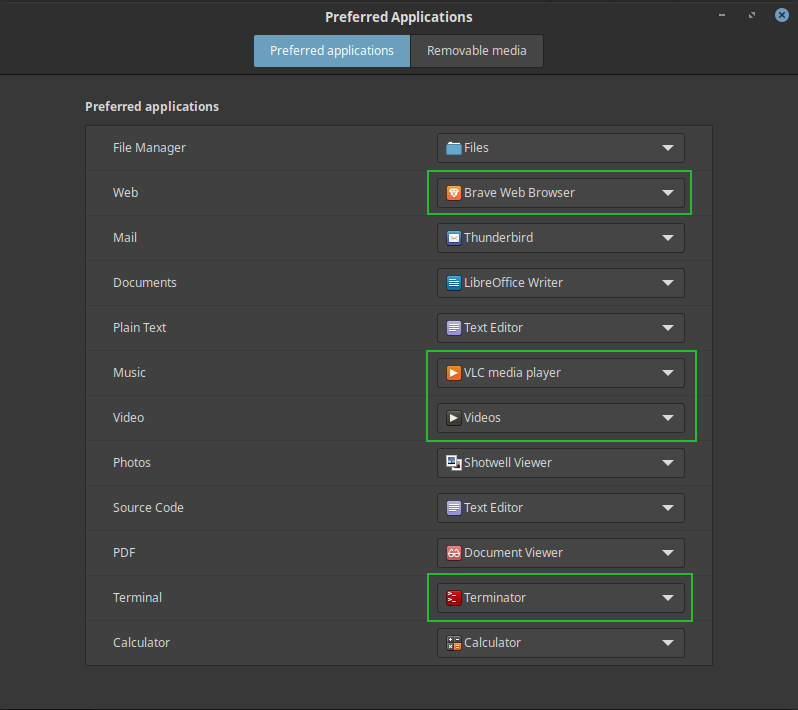 Preferred Applications
Preferred applications Removable media
Preferred applications
File Manager Files
Web Brave Web Browser
Mail Thunderbird
Documents LibreOffice Writer
Plain Text Text Editor
Music VLC media player
Video Videos
Photos Shotwell Viewer
Source Code Text Editor
PDF Document Viewer
Terminal Terminator
Calculator Calculator